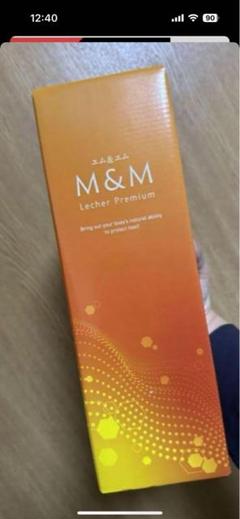 12:40
90
エム&エム
M&M
Lecher Premium
Bring out your body's natural ability
to protect itself